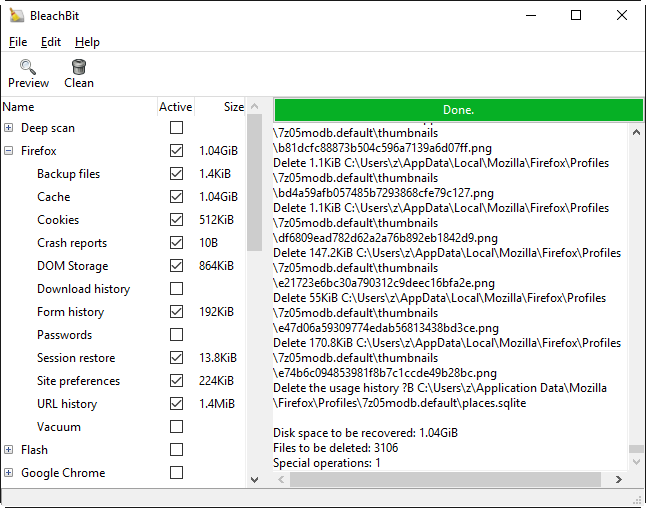 BleachBit
File Edit Help
Preview Clean
Name Active Size
Deep scan
Firefox 1.04GiB
Backup files 1.4KiB
Cache 1.04GiB
Cookies 512KiB
Crash reports 10B
DOM Storage 864KiB
Download history
Form history 192KiB
Passwords
Session restore 13.8KiB
Site preferences 224KiB
URL history 1.4MiB
Vacuum
Flash
Google Chrome
Done.
\7z05modb.default\thumbnails
\b81dcfc88873b504c596a7139a6d07ff.png
Delete 1.1KiB C:\Users\z\AppData\Local\Mozilla\Firefox\Profiles
\7z05modb.default\thumbnails
\bd4a59afb057485b7293868cfe79c127.png
Delete 1.1KiB C:\Users\z\AppData\Local\Mozilla\Firefox\Profiles
\7z05modb.default\thumbnails
\df6809ead782d62a2a76b892eb1842d9.png
Delete 147.2KiB C:\Users\z\AppData\Local\Mozilla\Firefox\Profiles
\7z05modb.default\thumbnails
\e21723e6bc30a790312c9deec16bfa2e.png
Delete 55KiB C:\Users\z\AppData\Local\Mozilla\Firefox\Profiles
\7z05modb.default\thumbnails
\e47d06a59309774edab56813438bd3ce.png
Delete 170.8KiB C:\Users\z\AppData\Local\Mozilla\Firefox\Profiles
\7z05modb.default\thumbnails
\e74b6c094853981f8b7c1ccde49b28bc.png
Delete the usage history ?B C:\Users\z\Application Data\Mozilla
\Firefox\Profiles\7z05modb.default\places.sqlite
Disk space to be recovered: 1.04GiB
Files to be deleted: 3106
Special operations: 1